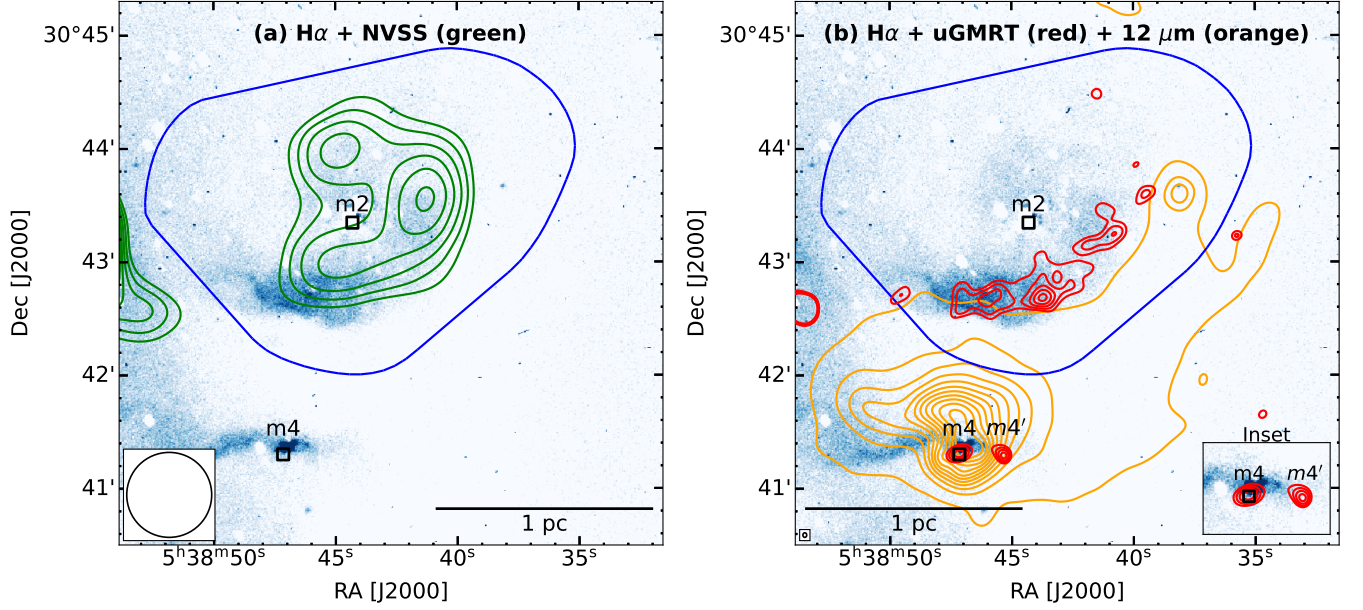 (a) Hα + NVSS (green)
30°45'
44'
43'
42'
41'
Dec [J2000]
m2
m4
1 pc
5ʰ38ᵐ50ˢ
45ˢ
40ˢ
35ˢ
RA [J2000]
(b) Hα + uGMRT (red) + 12 μm (orange)
30°45'
44'
43'
42'
41'
Dec [J2000]
m2
m4
m4′
1 pc
Inset
m4
m4′
5ʰ38ᵐ50ˢ
45ˢ
40ˢ
35ˢ
RA [J2000]